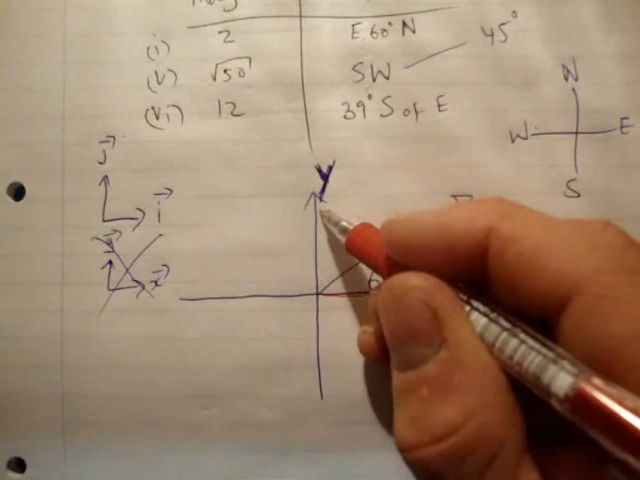 (i) 2 E 60° N 45°
(v) √50 SW
(vi) 12 39° S of E
N
W E
S
j
i
y
x